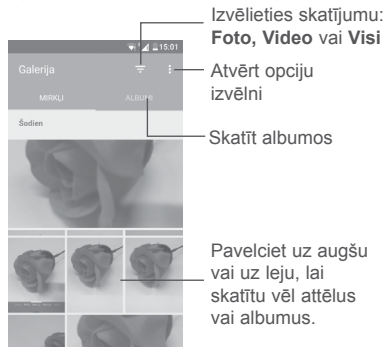 Izvēlieties skatījumu:
Foto, Video vai Visi
15:01
Galerija
Atvērt opciju
izvēlni
MIRKĻI
ALBUMI
Šodien
Skatīt albumos
Pavelciet uz augšu
vai uz leju, lai
skatītu vēl attēlus
vai albumus.